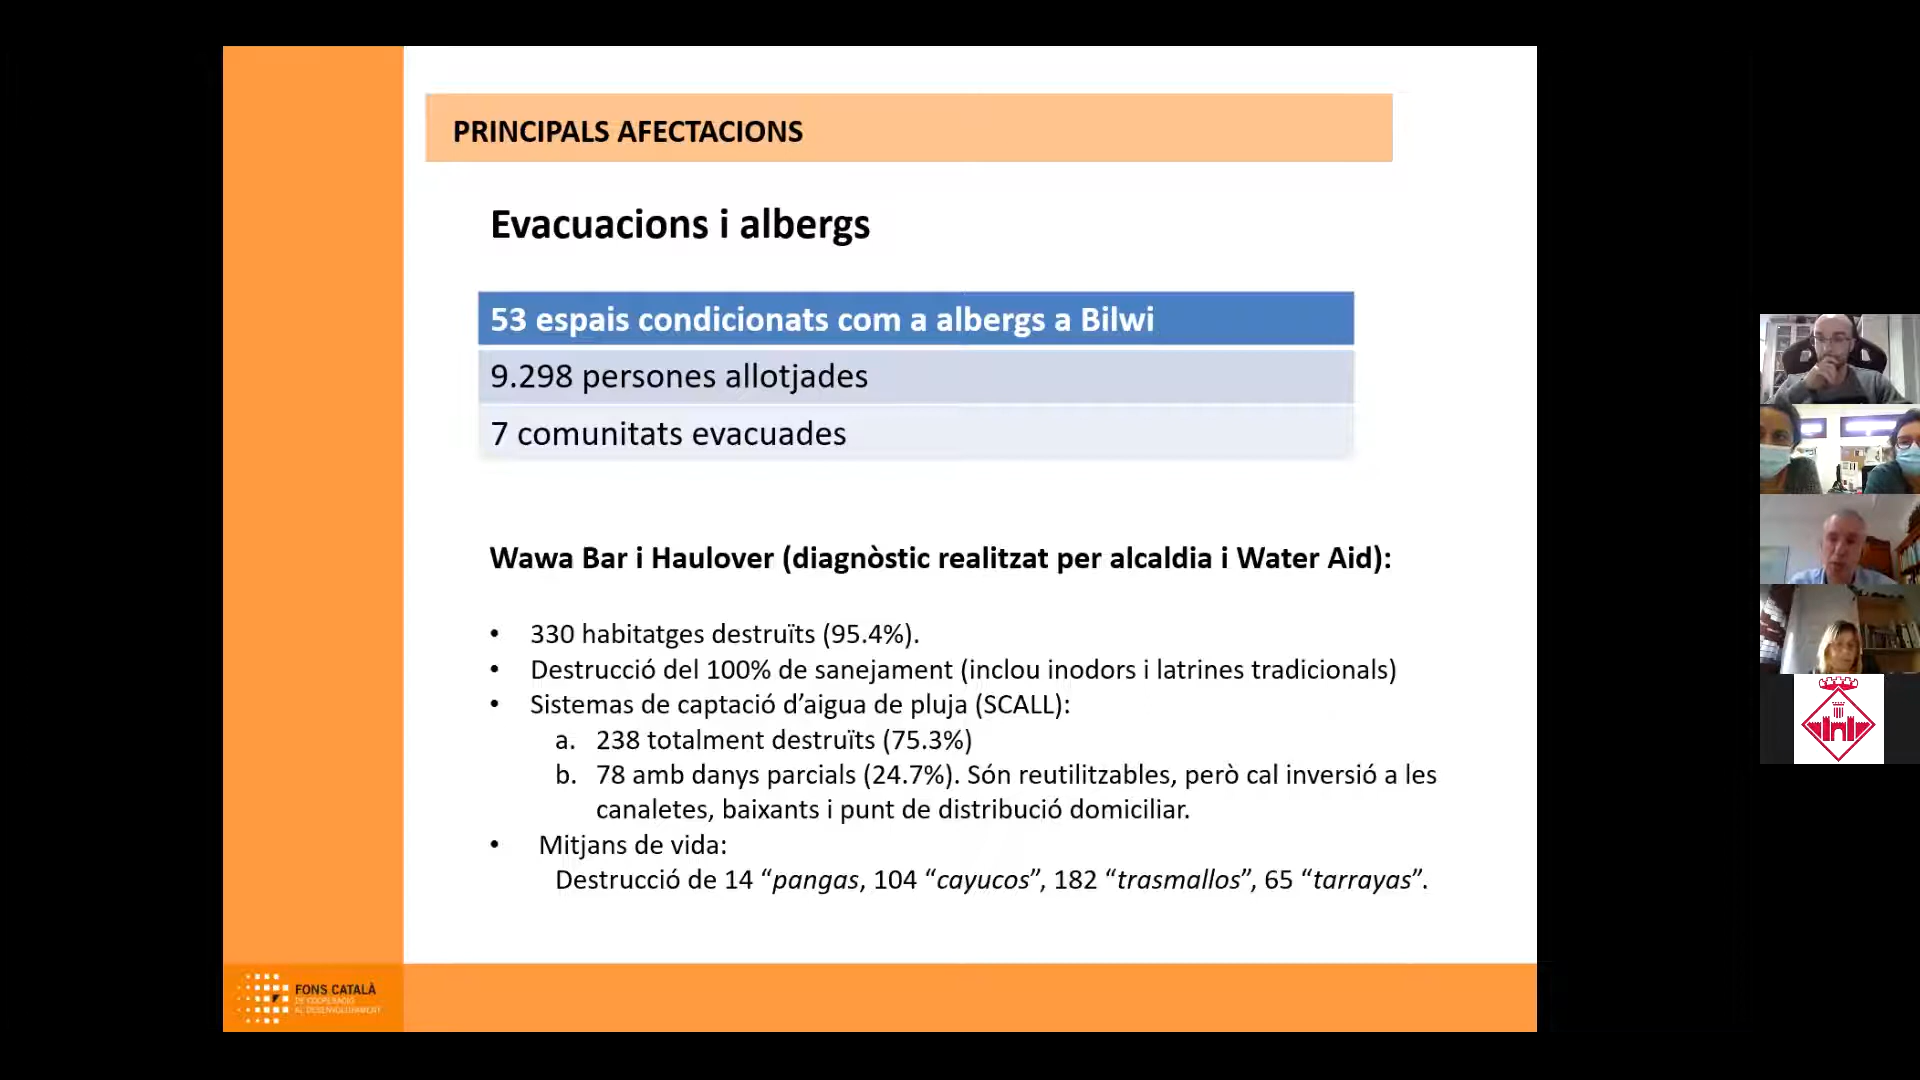 PRINCIPALS AFECTACIONS
Evacuacions i albergs
53 espais condicionats com a albergs a Bilwi
9.298 persones allotjades
7 comunitats evacuades
Wawa Bar i Haulover (diagnòstic realitzat per alcaldia i Water Aid):
• 330 habitatges destruïts (95.4%).
• Destrucció del 100% de sanejament (inclou inodors i latrines tradicionals)
• Sistemas de captació d’aigua de pluja (SCALL):
a. 238 totalment destruïts (75.3%)
b. 78 amb danys parcials (24.7%). Són reutilitzables, però cal inversió a les
canaletes, baixants i punt de distribució domiciliar.
• Mitjans de vida:
Destrucció de 14 “pangas, 104 “cayucos”, 182 “trasmallos”, 65 “tarrayas”.
FONS CATALÀ
DE COOPERACIÓ
AL DESENVOLUPAMENT